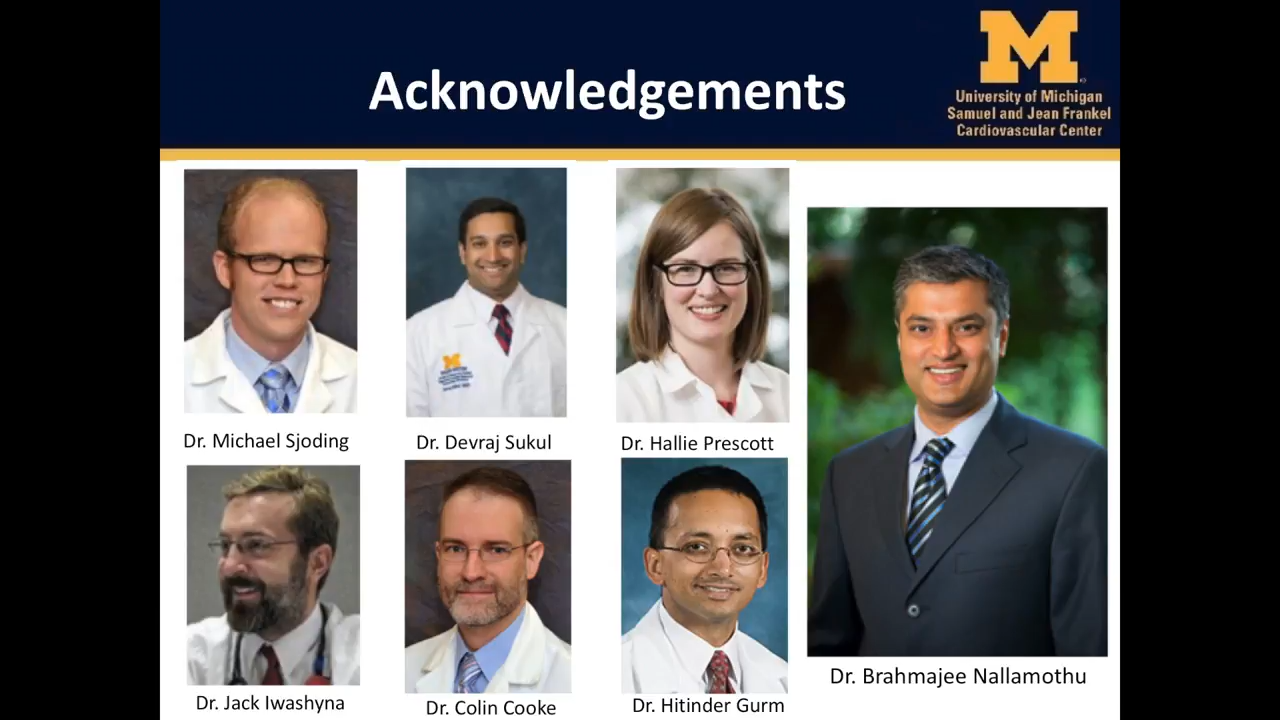 Acknowledgements
M
University of Michigan
Samuel and Jean Frankel
Cardiovascular Center
Dr. Michael Sjoding
Dr. Devraj Sukul
Dr. Hallie Prescott
Dr. Jack Iwashyna
Dr. Colin Cooke
Dr. Hitinder Gurm
Dr. Brahmajee Nallamothu